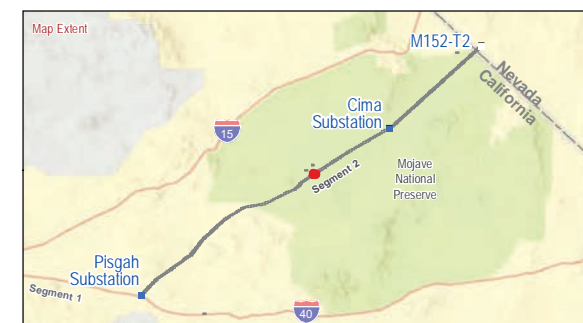 Map Extent
M152-T2
Nevada
California
Cima
Substation
15
Mojave
National
Preserve
Segment 2
Pisgah
Substation
Segment 1
40